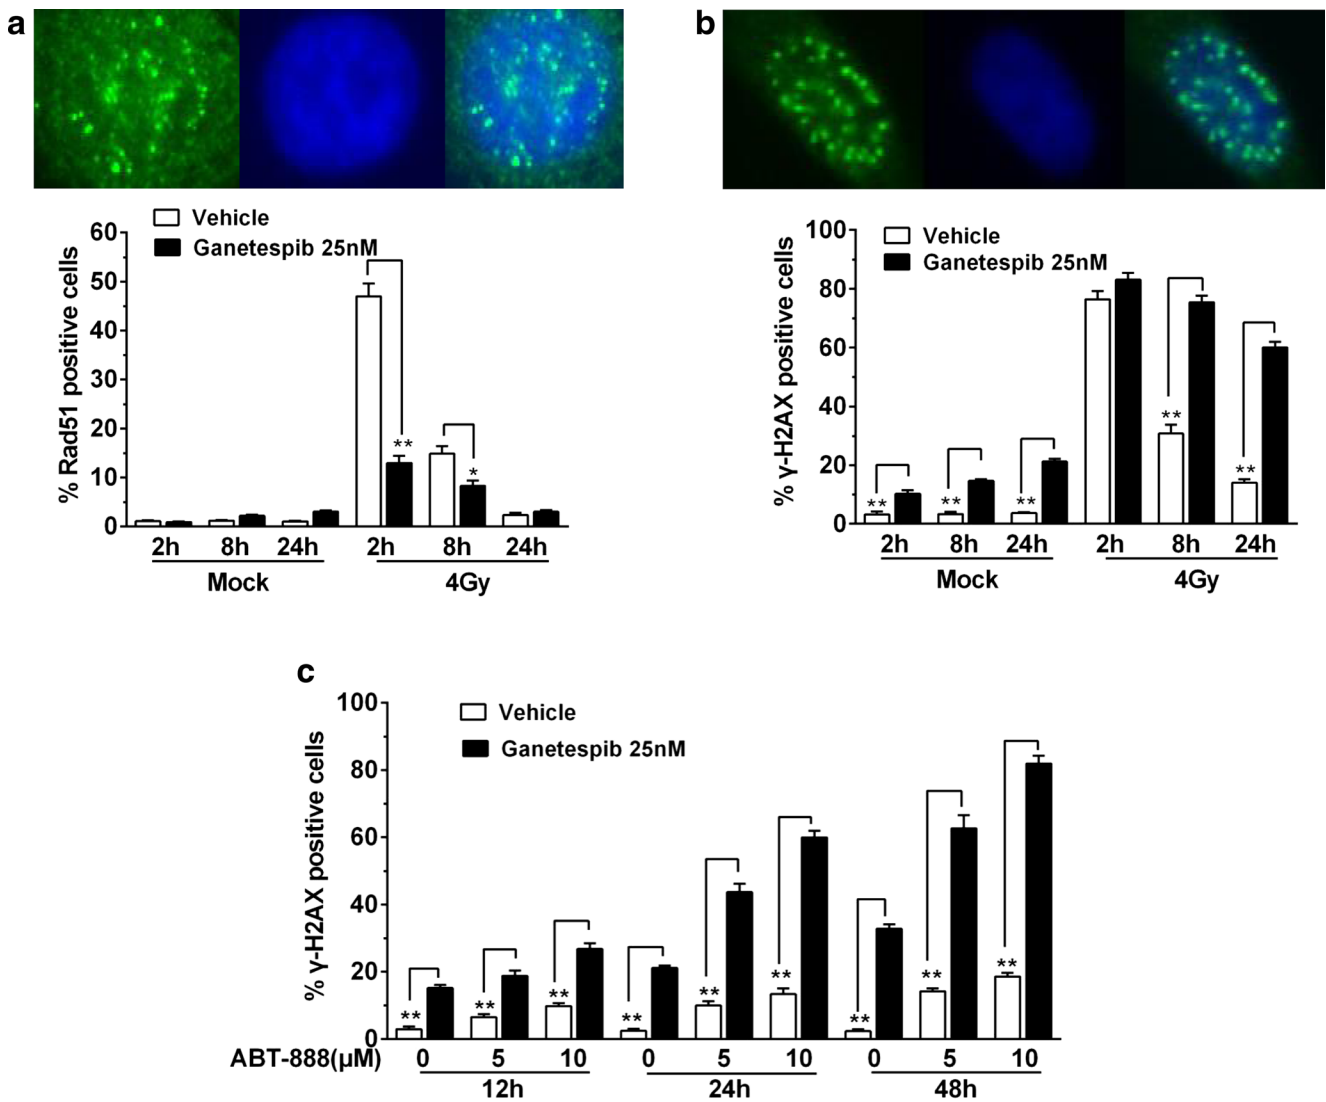 a
Vehicle
Ganetespib 25nM
% Rad51 positive cells
60
50
40
30
20
10
0
**
*
2h 8h 24h 2h 8h 24h
Mock 4Gy
b
Vehicle
Ganetespib 25nM
% γ-H2AX positive cells
100
80
60
40
20
0
** ** ** ** **
2h 8h 24h 2h 8h 24h
Mock 4Gy
c
Vehicle
Ganetespib 25nM
% γ-H2AX positive cells
100
80
60
40
20
0
** ** ** ** ** ** ** ** **
ABT-888(μM) 0 5 10 0 5 10 0 5 10
12h 24h 48h